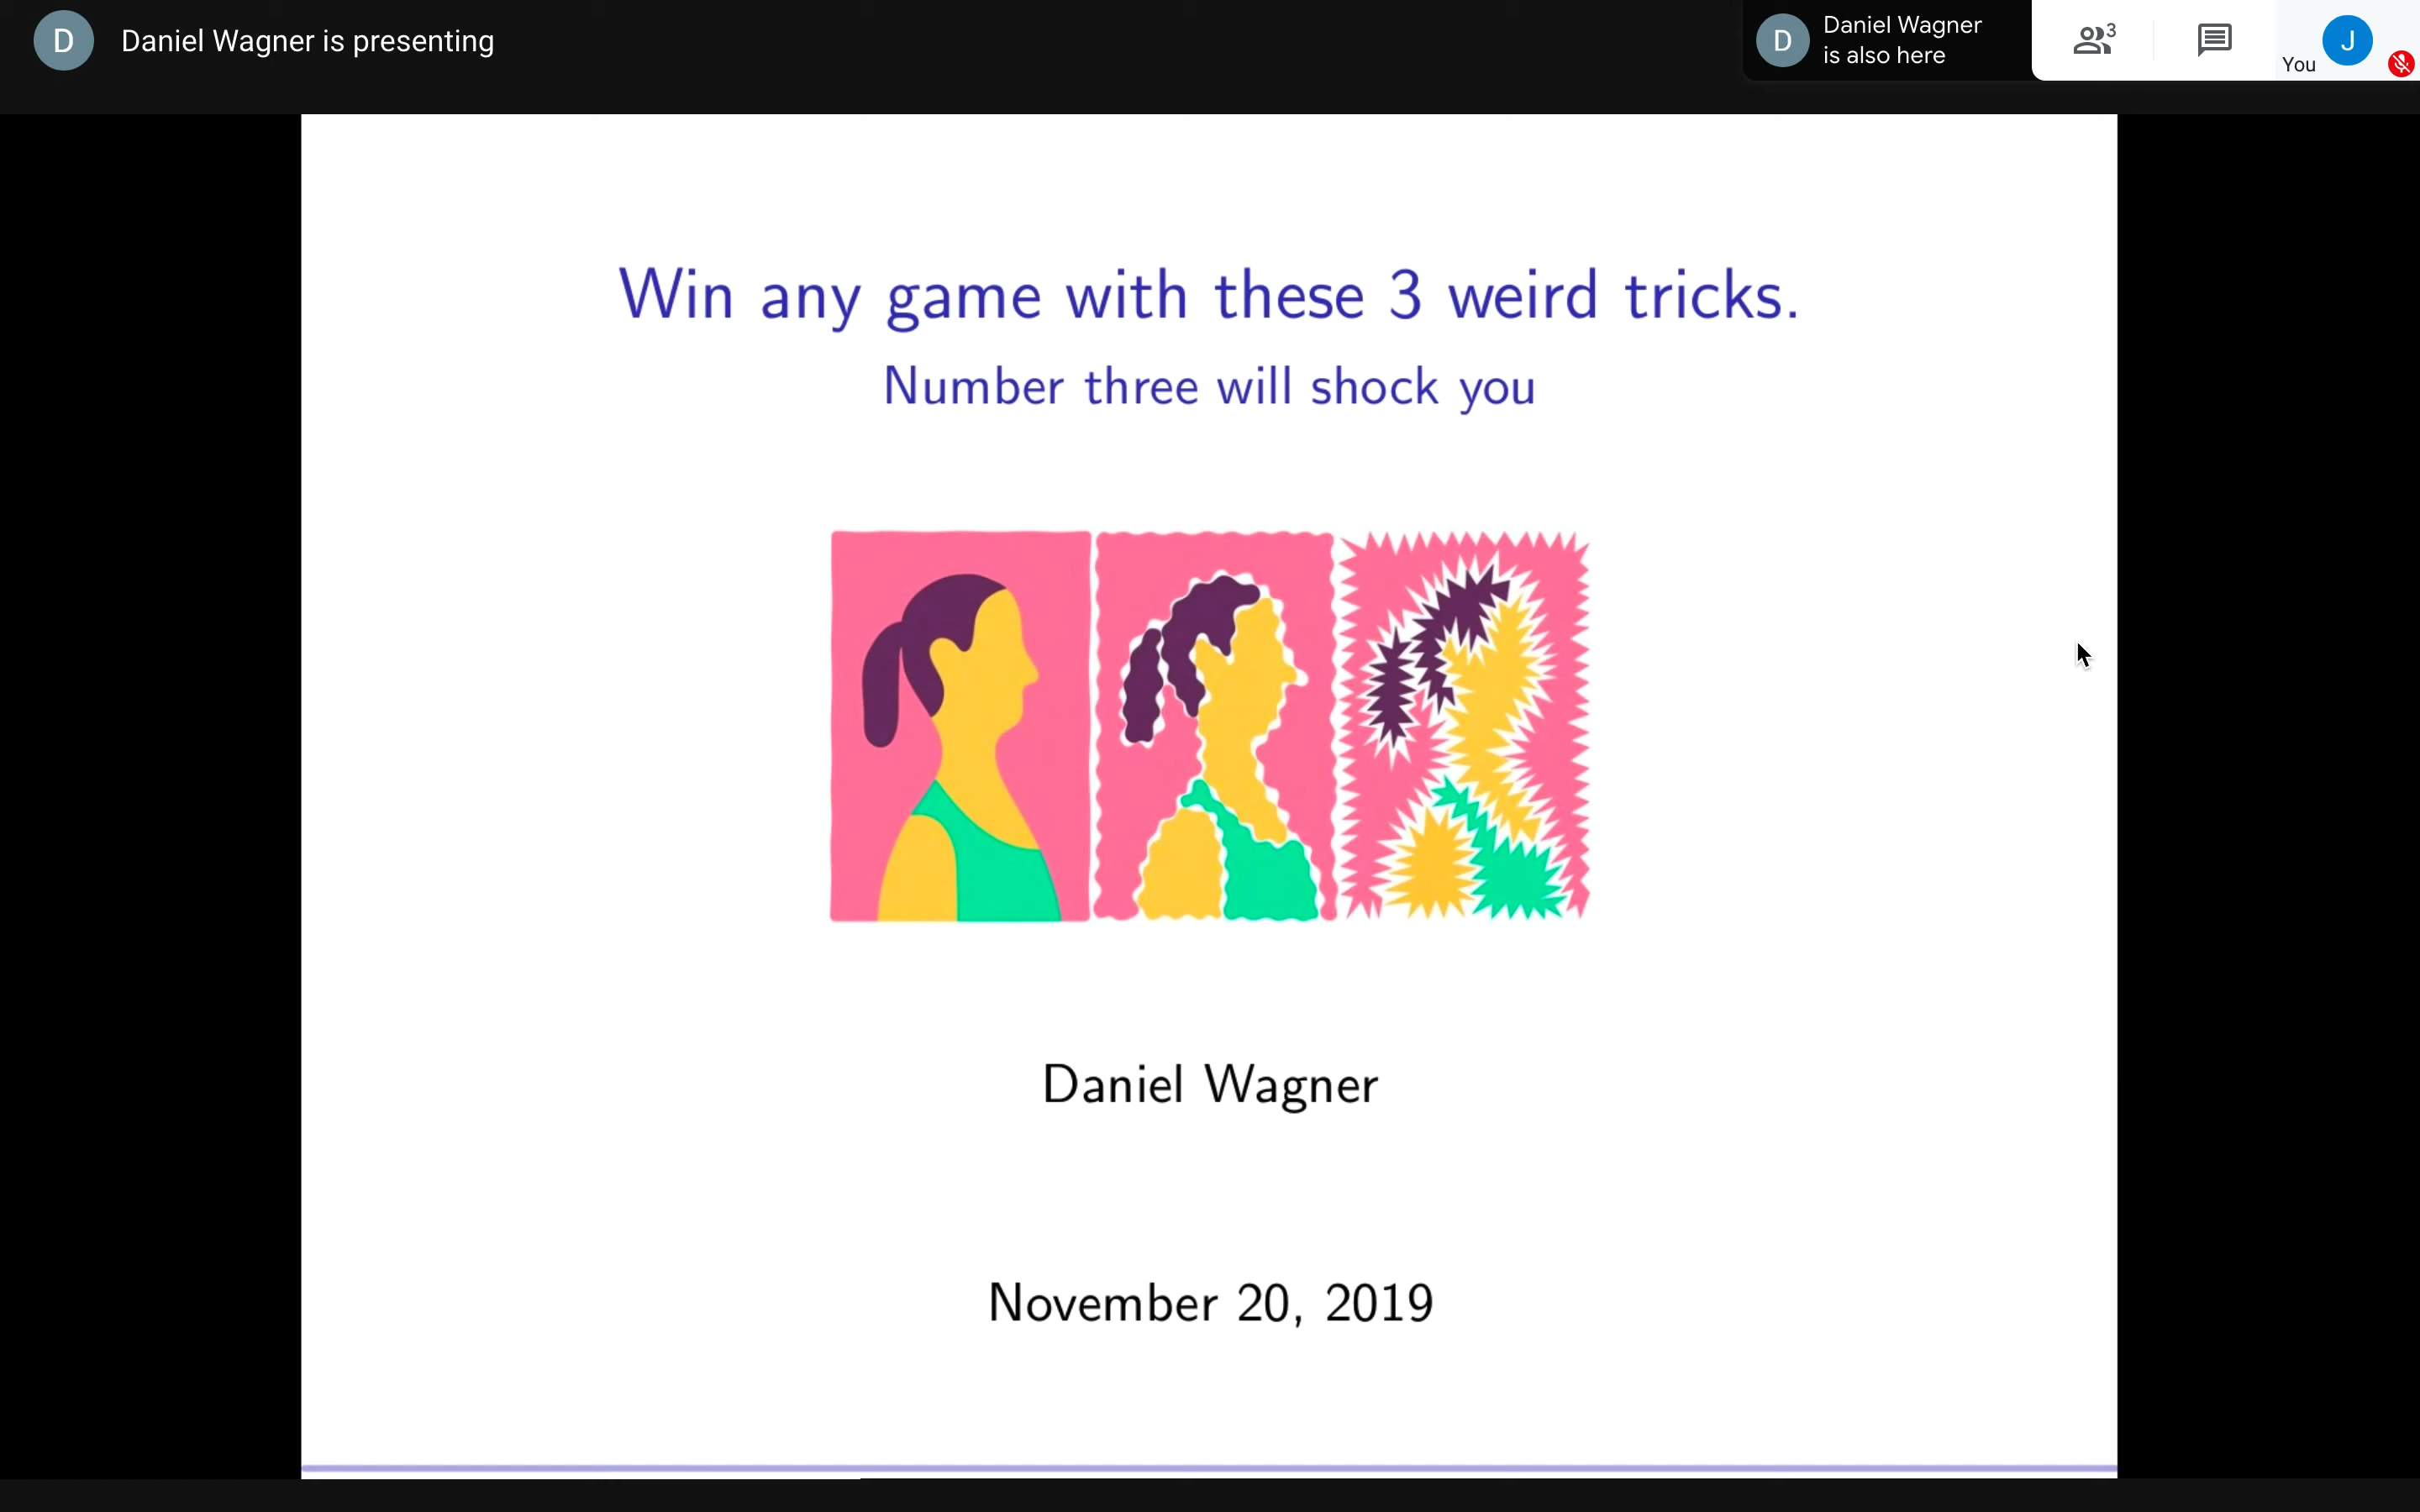 D
Daniel Wagner is presenting
D
Daniel Wagner
is also here
3
You
J
Win any game with these 3 weird tricks.
Number three will shock you
Daniel Wagner
November 20, 2019